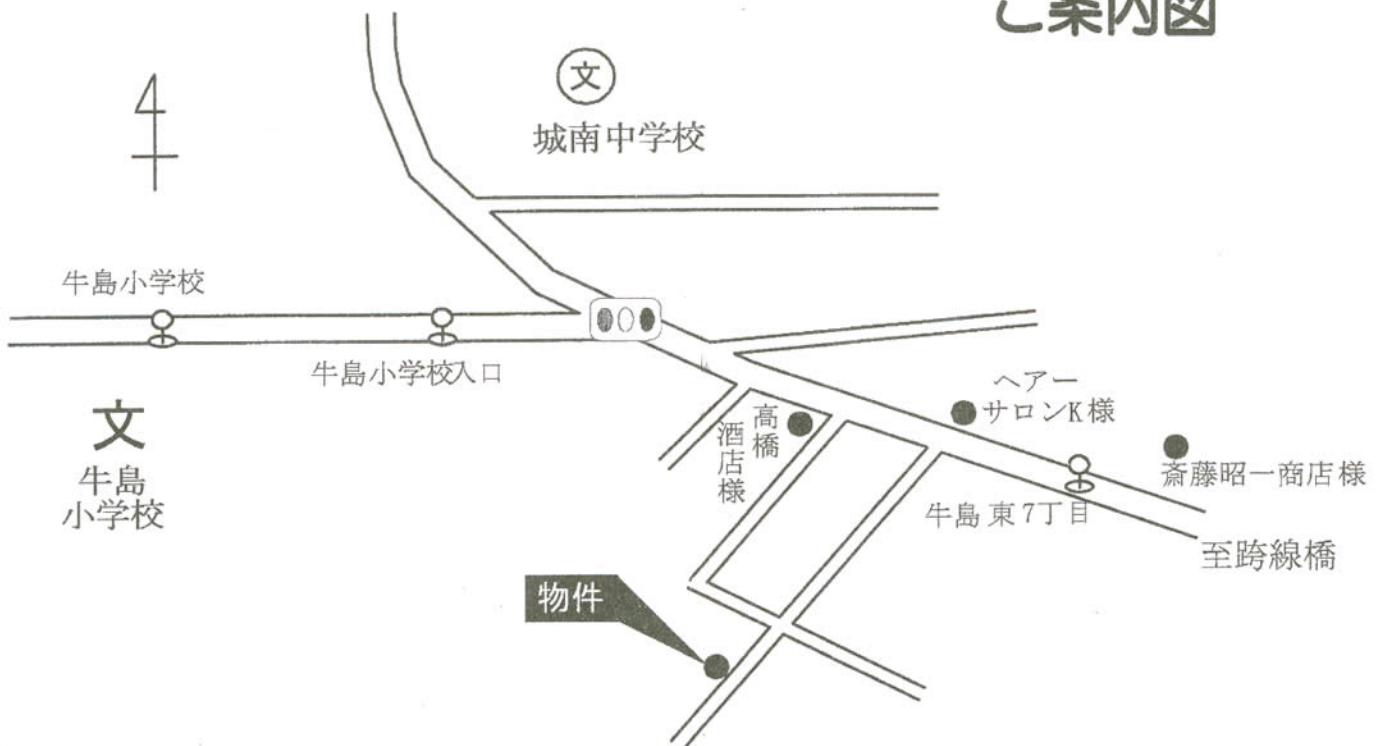 ご案内図
文
城南中学校
牛島小学校
牛島小学校入口
文
牛島
小学校
高橋
酒店様
ヘアー
サロンK様
斎藤昭一商店様
牛島東7丁目
至跨線橋
物件